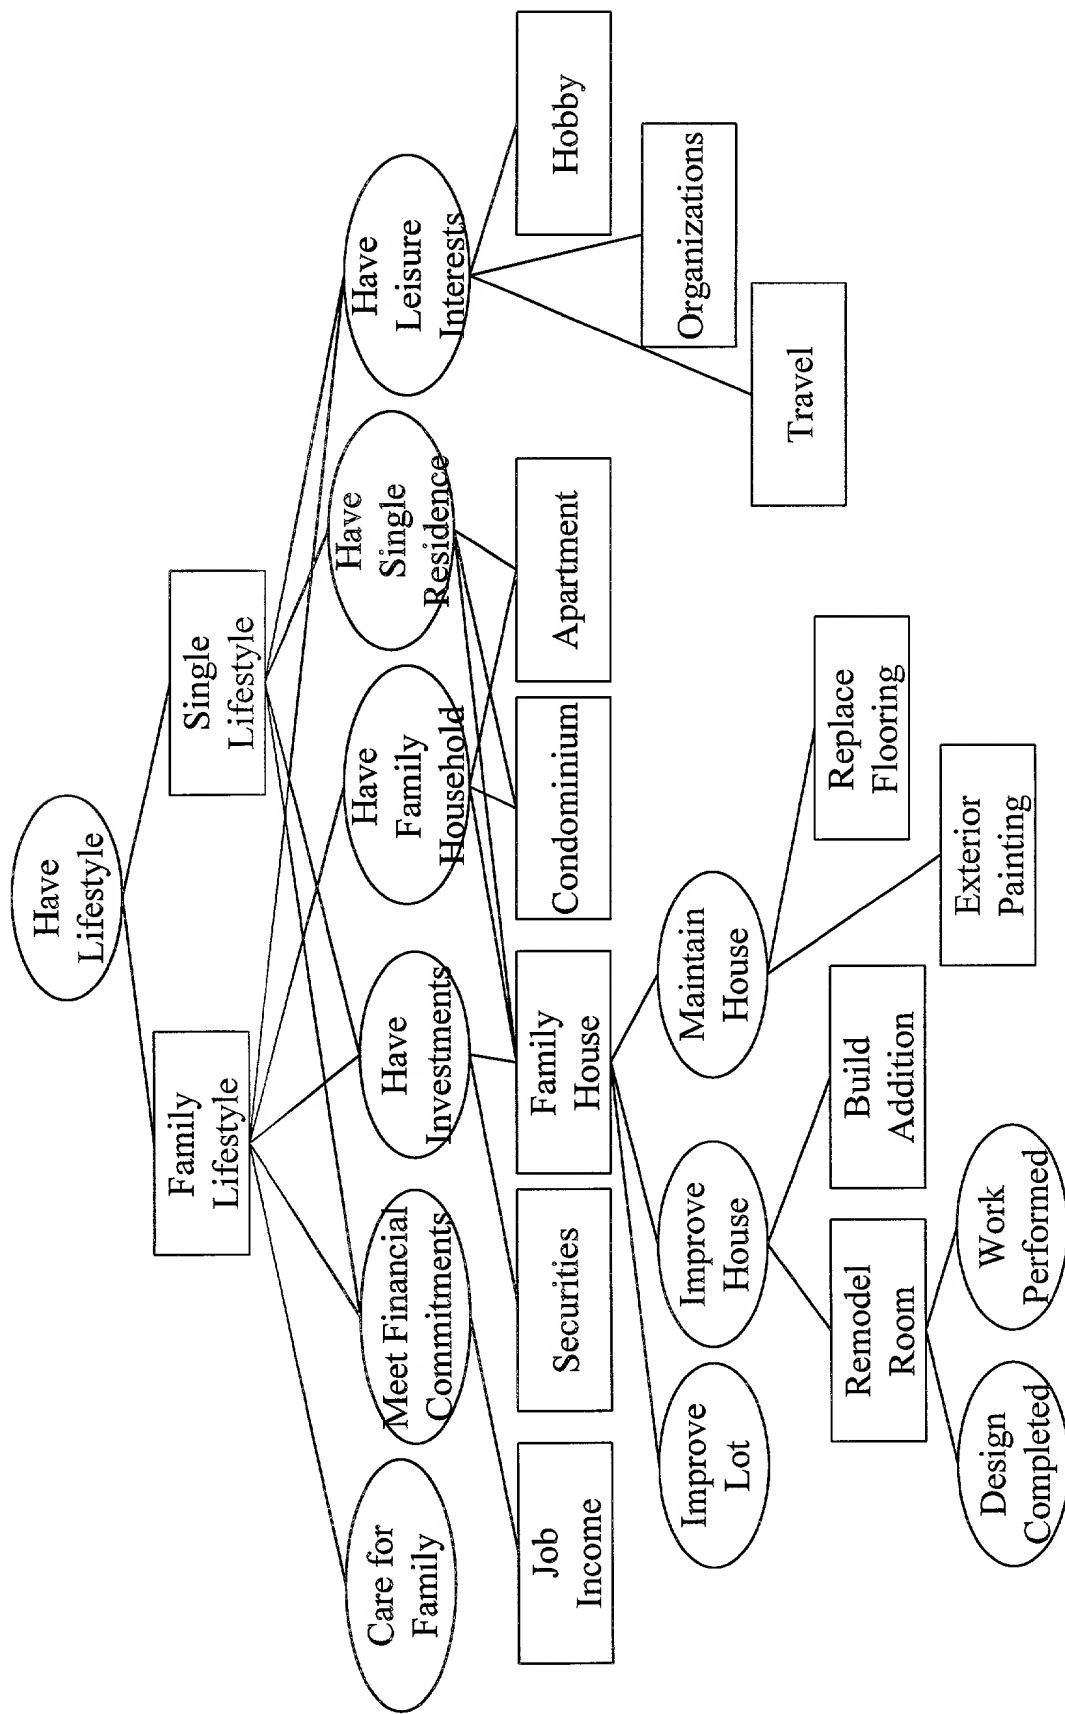 Have
Lifestyle
Family
Lifestyle
Single
Lifestyle
Care for
Family
Meet Financial
Commitments
Have
Investments
Have
Family
Household
Have
Single
Residence
Have
Leisure
Interests
Job
Income
Securities
Family
House
Condominium
Apartment
Hobby
Organizations
Travel
Improve
Lot
Improve
House
Maintain
House
Remodel
Room
Build
Addition
Replace
Flooring
Exterior
Painting
Design
Completed
Work
Performed